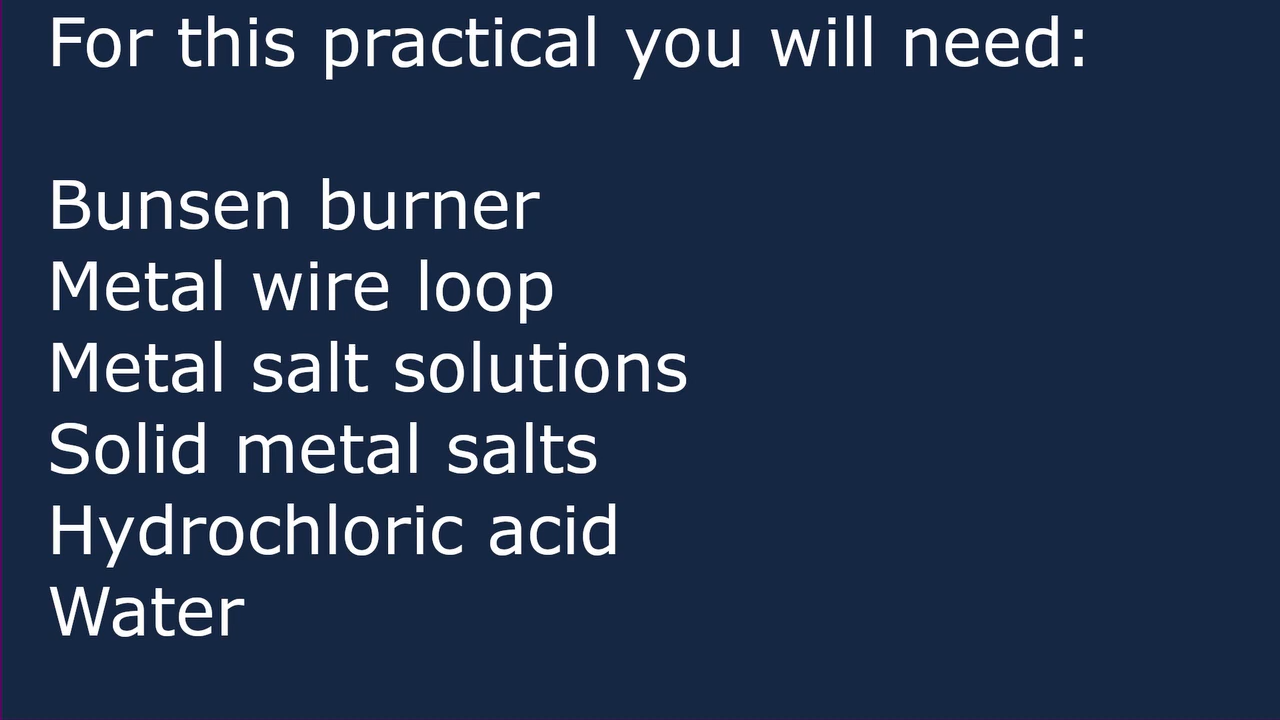 For this practical you will need:
Bunsen burner
Metal wire loop
Metal salt solutions
Solid metal salts
Hydrochloric acid
Water